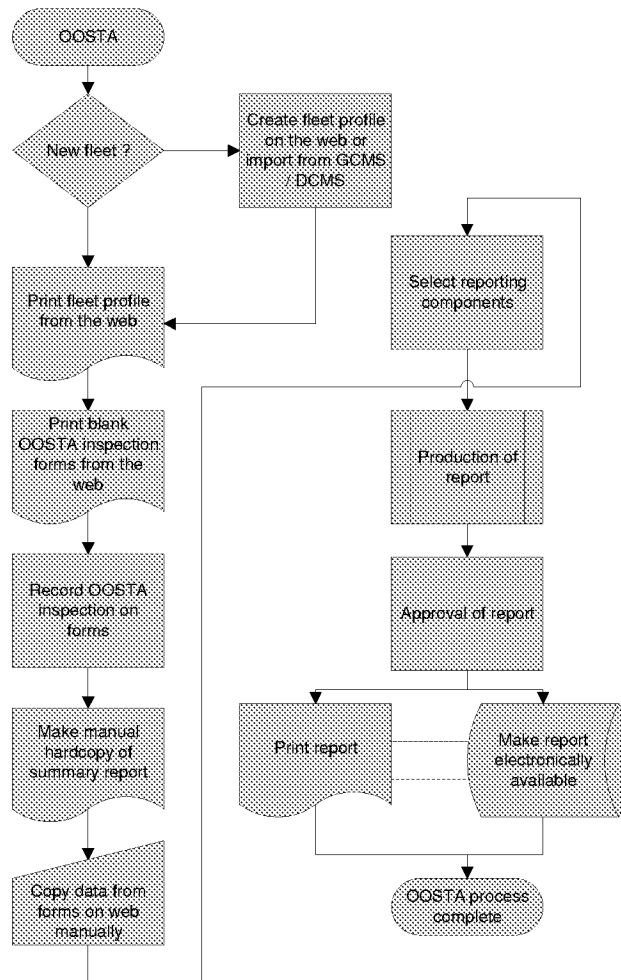 OOSTA
New fleet ?
Create fleet profile
on the web or
import from GCMS
/ DCMS
Print fleet profile
from the web
Print blank
OOSTA inspection
forms from the
web
Record OOSTA
inspection on
forms
Make manual
hardcopy of
summary report
Copy data from
forms on web
manually
Select reporting
components
Production of
report
Approval of report
Print report
Make report
electronically
available
OOSTA process
complete